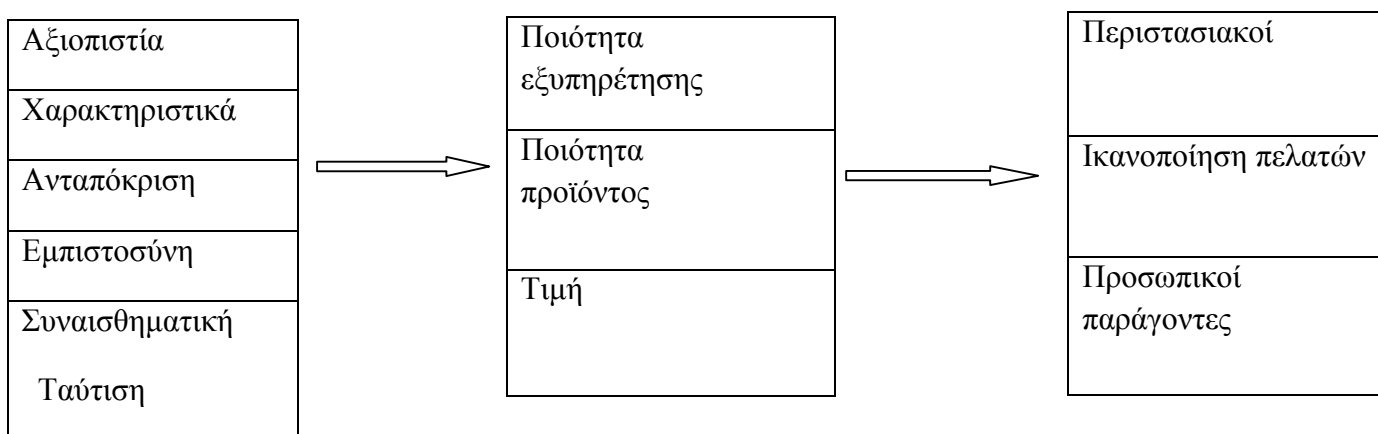 Αξιοπιστία
Χαρακτηριστικά
Ανταπόκριση
Εμπιστοσύνη
Συναισθηματική
Ταύτιση
Ποιότητα
εξυπηρέτησης
Ποιότητα
προϊόντος
Τιμή
Περιστασιακοί
Ικανοποίηση πελατών
Προσωπικοί
παράγοντες